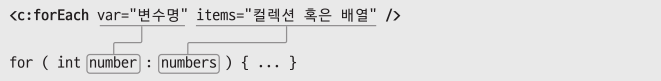 <c:forEach var="변수명" items="컬렉션 혹은 배열" />
for ( int number : numbers ) { ... }